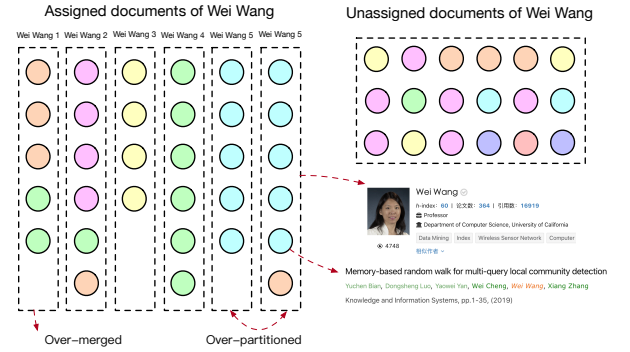 Assigned documents of Wei Wang
Unassigned documents of Wei Wang
Wei Wang 1 Wei Wang 2 Wei Wang 3 Wei Wang 4 Wei Wang 5 Wei Wang 5
Wei Wang
h-index: 60 | 论文数: 364 | 引用数: 16919
Professor
Department of Computer Science, University of California
Data Mining Index Wireless Sensor Network Computer
4748
相似作者
Memory-based random walk for multi-query local community detection
Yuchen Bian, Dongsheng Luo, Yaowei Yan, Wei Cheng, Wei Wang, Xiang Zhang
Knowledge and Information Systems, pp.1-35, (2019)
Over-merged
Over-partitioned